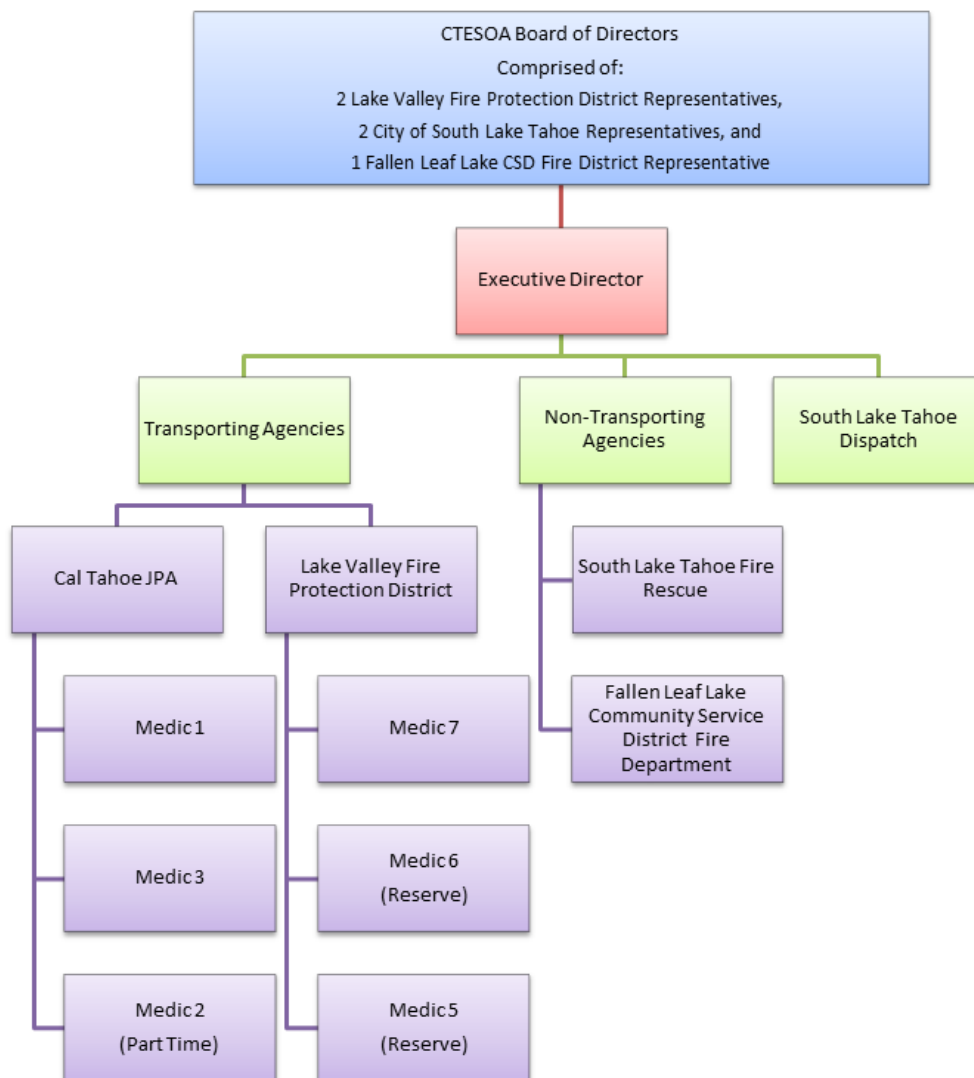 CTESOA Board of Directors
Comprised of:
2 Lake Valley Fire Protection District Representatives,
2 City of South Lake Tahoe Representatives, and
1 Fallen Leaf Lake CSD Fire District Representative
Executive Director
Transporting Agencies
Non-Transporting
Agencies
South Lake Tahoe
Dispatch
Cal Tahoe JPA
Lake Valley Fire
Protection District
South Lake Tahoe Fire
Rescue
Medic 1
Medic 7
Fallen Leaf Lake
Community Service
District Fire
Department
Medic 3
Medic 6
(Reserve)
Medic 2
(Part Time)
Medic 5
(Reserve)